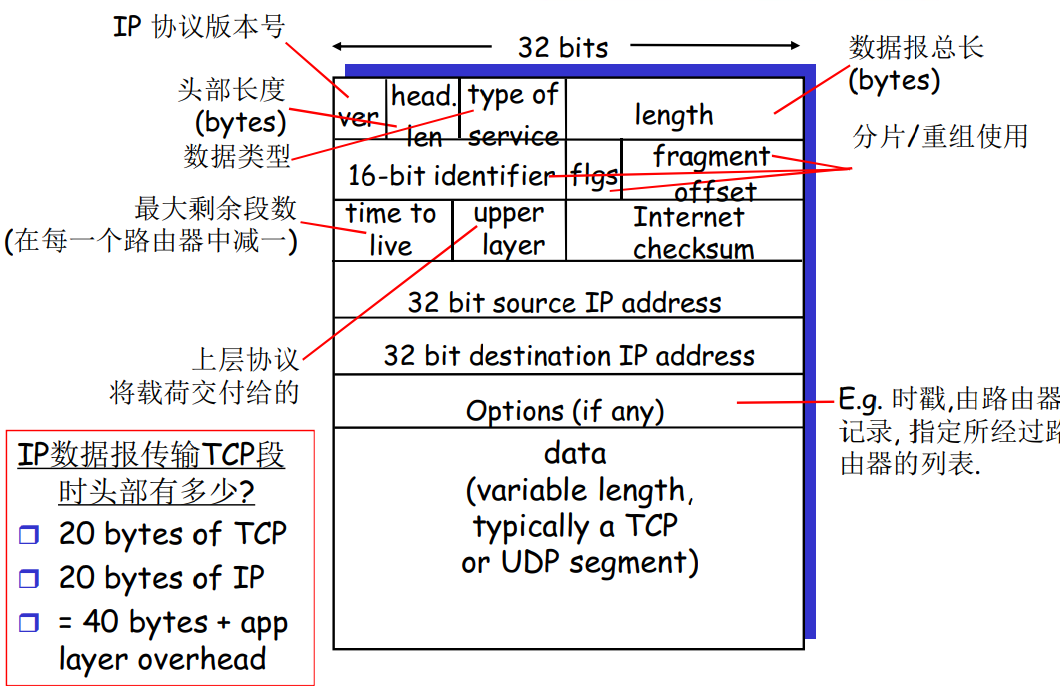 IP 协议版本号
32 bits
数据报总长
(bytes)
头部长度
(bytes)
数据类型
ver
head.
len
type of
service
length
分片/重组使用
16-bit identifier
flgs
fragment
offset
最大剩余段数
(在每一个路由器中减一)
time to
live
upper
layer
Internet
checksum
32 bit source IP address
上层协议
将载荷交付给的
32 bit destination IP address
Options (if any)
E.g. 时戳,由路由器
记录, 指定所经过路
由器的列表.
data
(variable length,
typically a TCP
or UDP segment)
IP数据报传输TCP段
时头部有多少?
20 bytes of TCP
20 bytes of IP
= 40 bytes + app
layer overhead